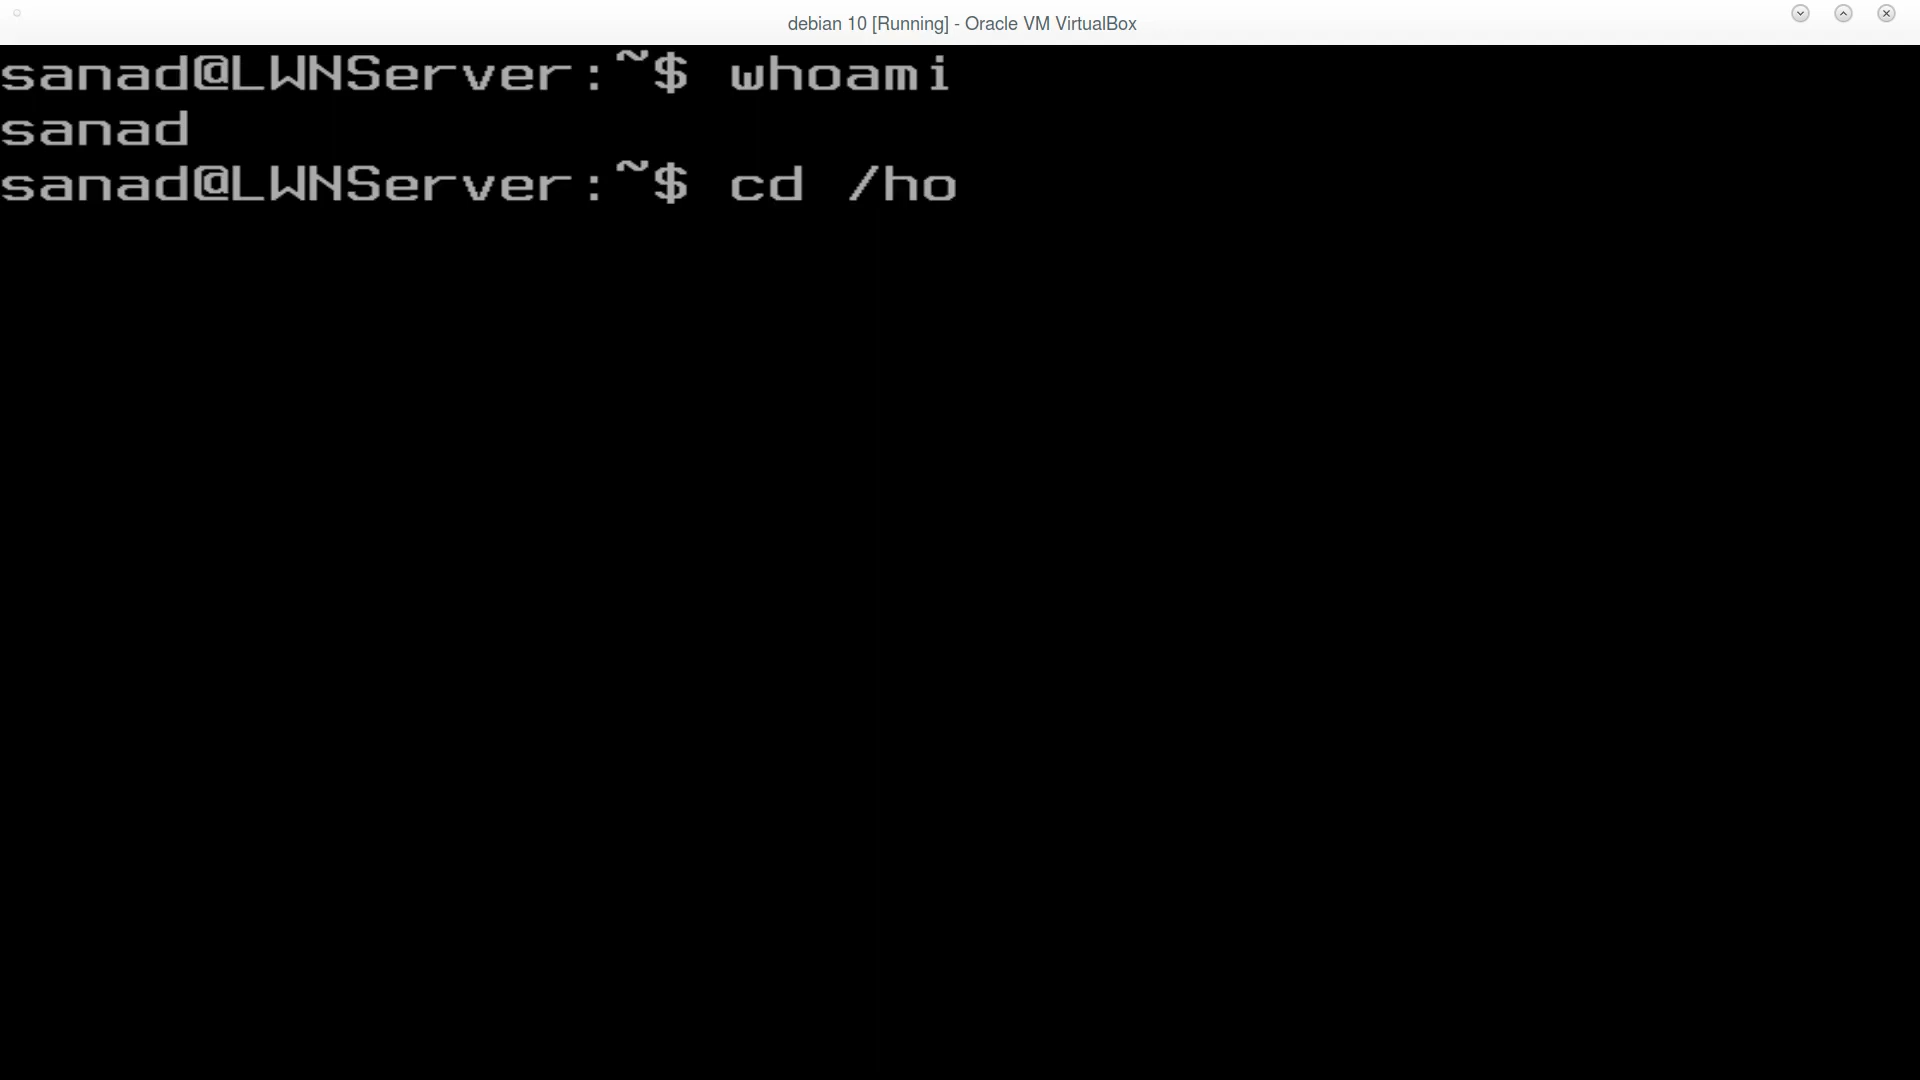 debian 10 [Running] - Oracle VM VirtualBox
sanad@LWNServer:~$ whoami
sanad
sanad@LWNServer:~$ cd /ho